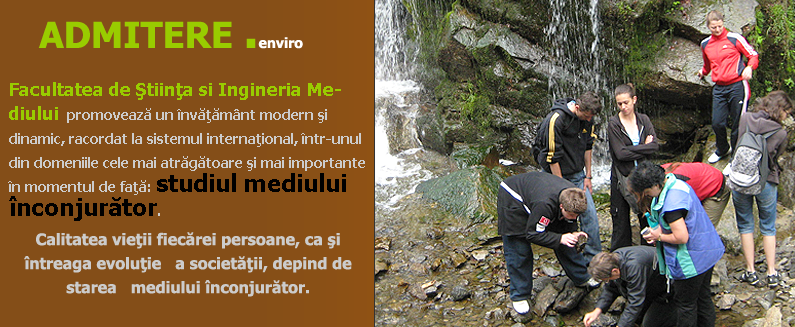 ADMITERE .enviro
Facultatea de Ştiinţa si Ingineria Me-
diului promovează un învăţământ modern şi
dinamic, racordat la sistemul internaţional, într-unul
din domeniile cele mai atrăgătoare şi mai importante
în momentul de faţă: studiul mediului
înconjurător.
Calitatea vieţii fiecărei persoane, ca şi
întreaga evoluţie a societăţii, depind de
starea mediului înconjurător.